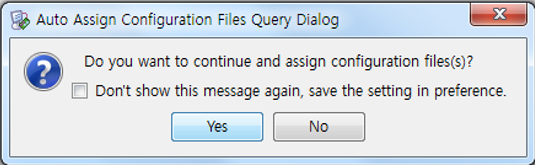 Auto Assign Configuration Files Query Dialog
Do you want to continue and assign configuration files(s)?
Don't show this message again, save the setting in preference.
Yes No